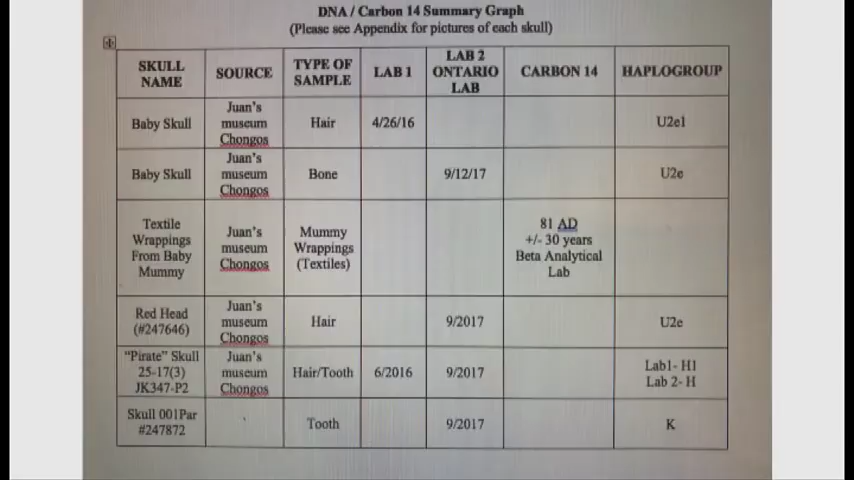 DNA / Carbon 14 Summary Graph
(Please see Appendix for pictures of each skull)
SKULL NAME SOURCE TYPE OF SAMPLE LAB 1 LAB 2 ONTARIO LAB CARBON 14 HAPLOGROUP
Baby Skull Juan's museum Chongos Hair 4/26/16 U2e1
Baby Skull Juan's museum Chongos Bone 9/12/17 U2e
Textile Wrappings From Baby Mummy Juan's museum Chongos Mummy Wrappings (Textiles) 81 AD +/- 30 years Beta Analytical Lab
Red Head (#247646) Juan's museum Chongos Hair 9/2017 U2e
"Pirate" Skull 25-17(3) JK347-P2 Juan's museum Chongos Hair/Tooth 6/2016 9/2017 Lab1- H1 Lab 2- H
Skull 001Par #247872 Tooth 9/2017 K